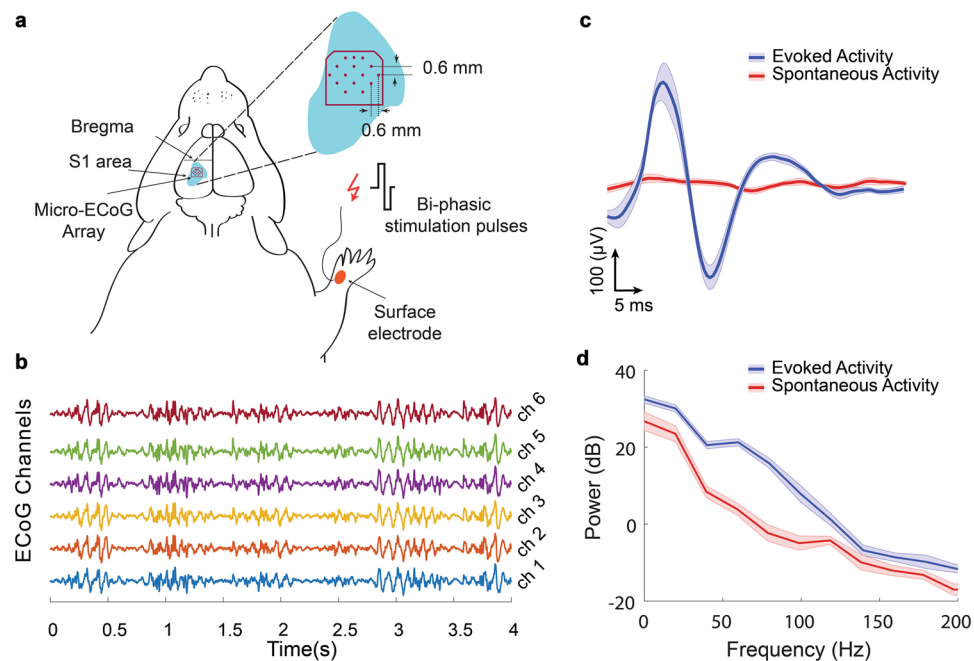 a
0.6 mm
0.6 mm
Bregma
S1 area
Micro-ECoG
Array
Bi-phasic
stimulation pulses
Surface
electrode
b
ECoG Channels
ch 6
ch 5
ch 4
ch 3
ch 2
ch 1
0 0.5 1 1.5 2 2.5 3 3.5 4
Time(s)
c
Evoked Activity
Spontaneous Activity
100 (µV)
5 ms
d
Evoked Activity
Spontaneous Activity
Power (dB)
40
20
0
-20
0 50 100 150 200
Frequency (Hz)